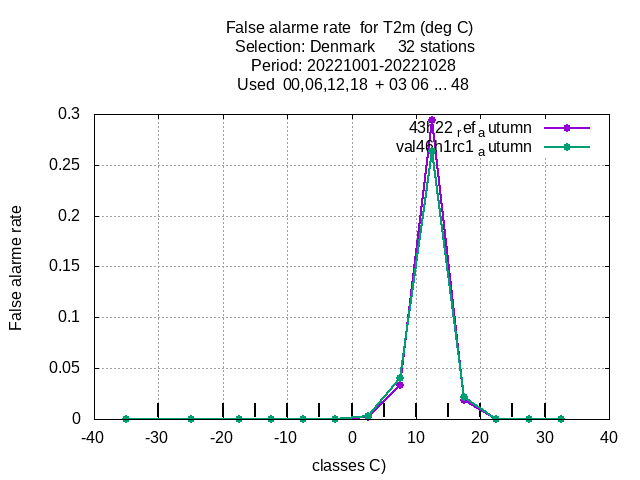 False alarme rate for T2m (deg C)
Selection: Denmark 32 stations
Period: 20221001-20221028
Used 00,06,12,18 + 03 06 ... 48
43h22ref autumn
val46h1rc1 autumn
0.3
0.25
0.2
0.15
0.1
0.05
0
False alarme rate
-40 -30 -20 -10 0 10 20 30 40
classes C)